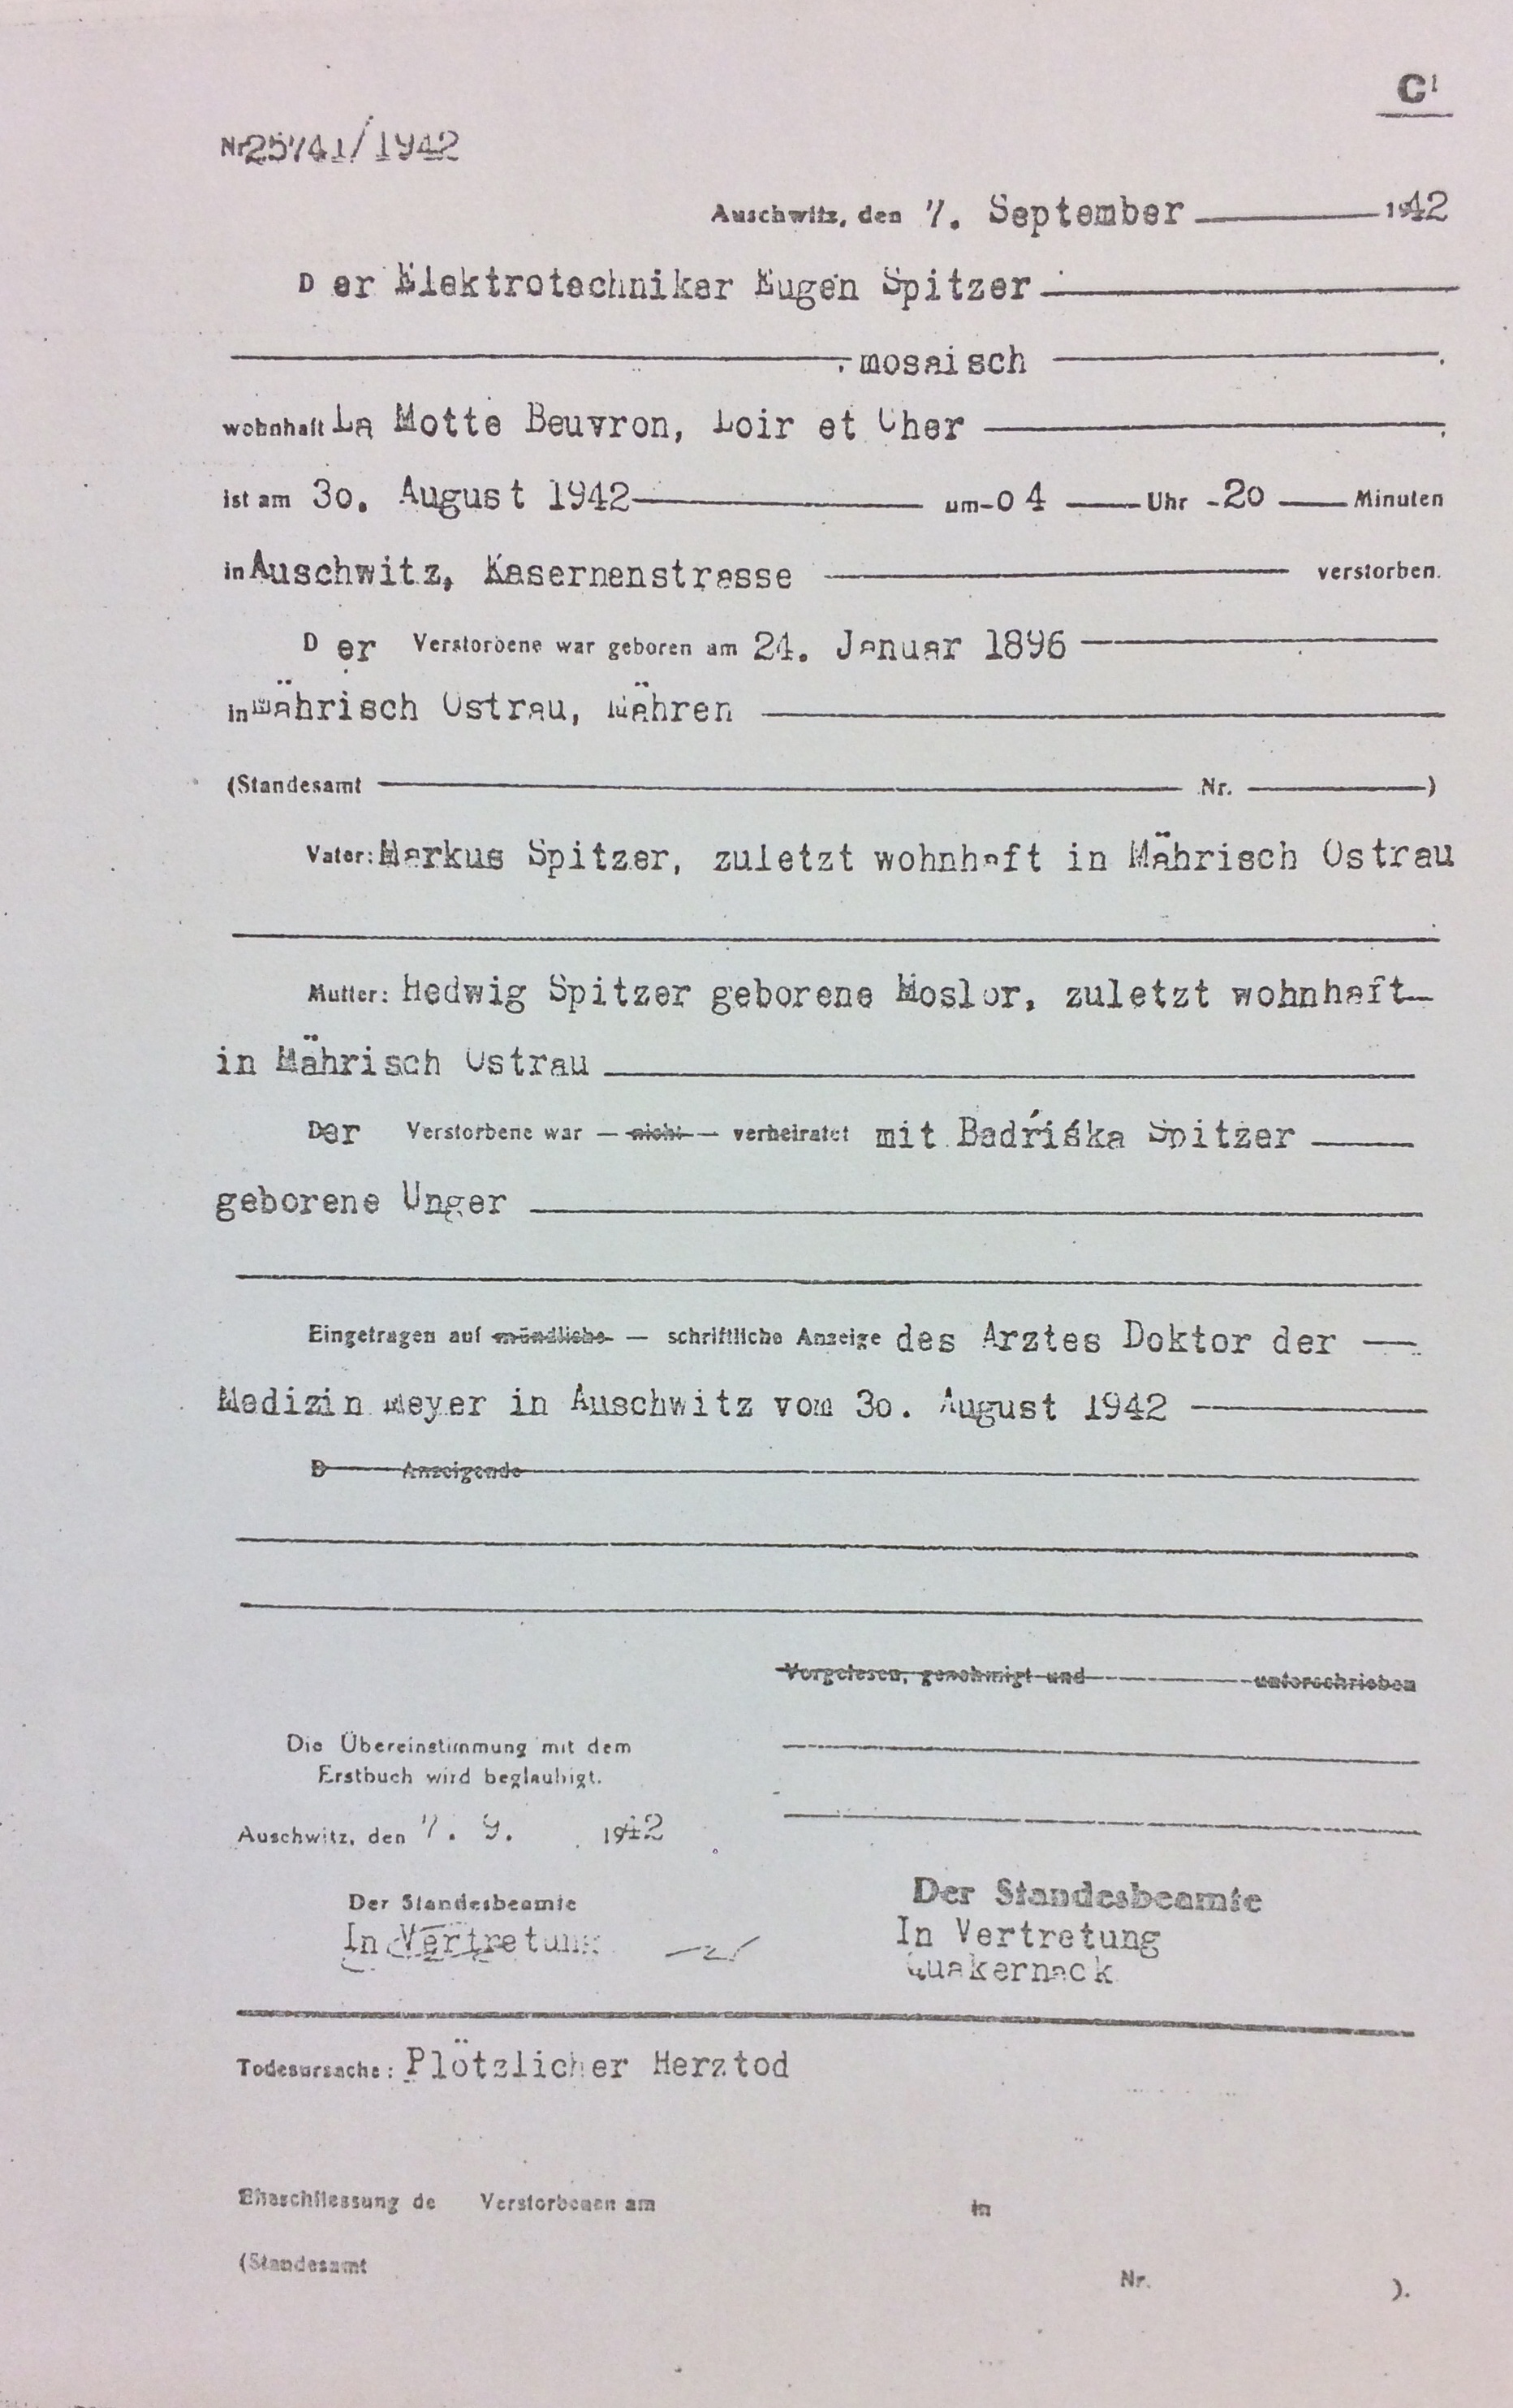 C1
Nr 25741/1942
Auschwitz, den 7. September 1942
Der Elektrotechniker Eugen Spitzer
mosaisch
wohnhaft La Motte Beuvron, Loir et Cher
ist am 30. August 1942 um 04 Uhr 20 Minuten
in Auschwitz, Kasernenstrasse verstorben.
Der Verstorbene war geboren am 24. Januar 1896
in Mährisch Ostrau, Mähren
(Standesamt Nr. )
Vater: Markus Spitzer, zuletzt wohnhaft in Mährisch Ostrau
Mutter: Hedwig Spitzer geborene Moslor, zuletzt wohnhaft
in Mährisch Ostrau
Der Verstorbene war — nicht — verheiratet mit Badriška Spitzer
geborene Unger
Eingetragen auf mündliche — schriftliche Anzeige des Arztes Doktor der
Medizin Meyer in Auschwitz vom 30. August 1942
D Anzeigende
Vorgelesen, genehmigt und unterschrieben
Die Übereinstimmung mit dem
Erstbuch wird beglaubigt.
Auschwitz, den 7. 9. 1942
Der Standesbeamte
In Vertretung
Der Standesbeamte
In Vertretung
Quakernack
Todesursache: Plötzlicher Herztod
Eheschliessung de Verstorbenen am in
(Standesamt Nr. ).